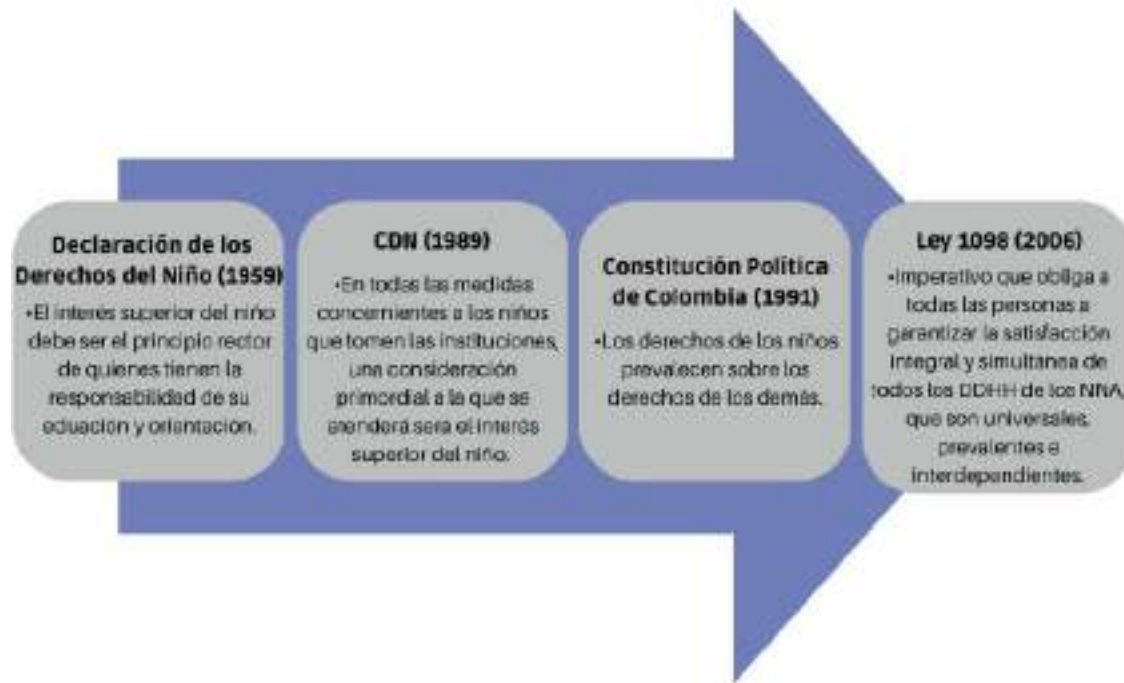 Declaración de los
Derechos del Niño (1959)
•El interés superior del niño
debe ser el principio rector
de quienes tienen la
responsabilidad de su
eduación y orientación.
CDN (1989)
•En todas las medidas
concernientes a los niños
que tomen las instituciones,
una consideración
primordial a la que se
atenderá sera el interés
superior del niño.
Constitución Política
de Colombia (1991)
•Los derechos de los niños
prevalecen sobre los
derechos de los demás.
Ley 1098 (2006)
•Imperativo que obliga a
todas las personas a
garantizar la satisfacción
integral y simultanea de
todos los DDHH de los NNA,
que son universales,
prevalentes e
interdependientes.